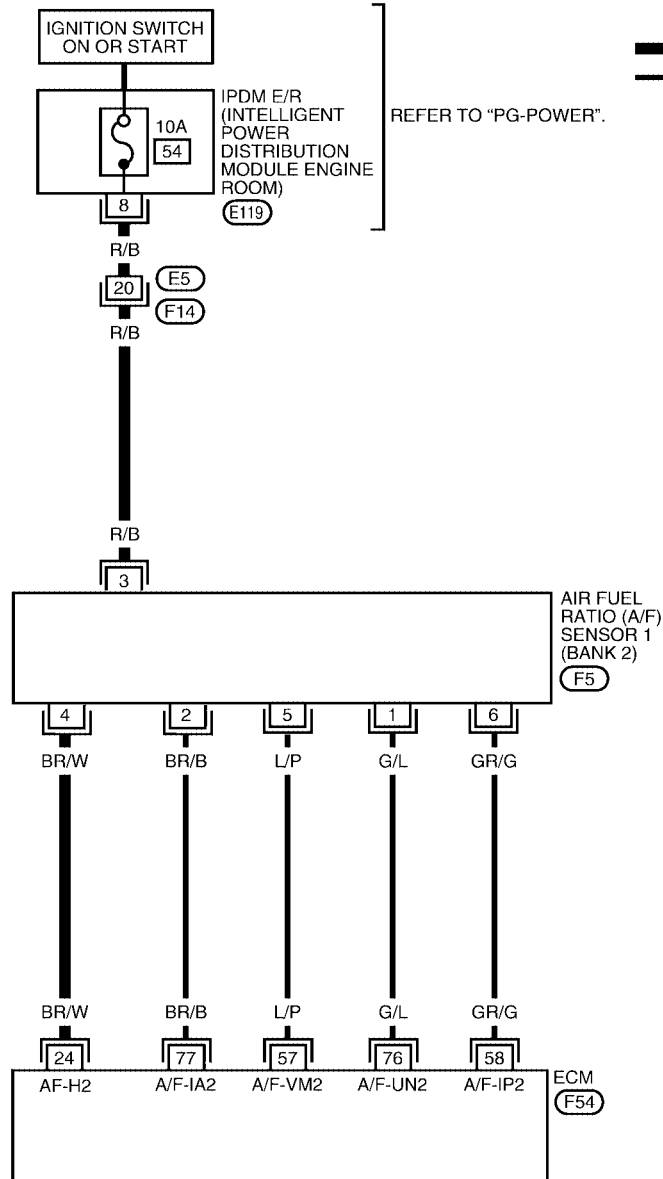 IGNITION SWITCH
ON OR START
IPDM E/R
(INTELLIGENT
POWER
DISTRIBUTION
MODULE ENGINE
ROOM)
E119
REFER TO “PG-POWER”.
10A
54
8
R/B
20
E5
F14
R/B
R/B
3
AIR FUEL
RATIO (A/F)
SENSOR 1
(BANK 2)
F5
4 2 5 1 6
BR/W BR/B L/P G/L GR/G
BR/W BR/B L/P G/L GR/G
24 77 57 76 58
AF-H2 A/F-IA2 A/F-VM2 A/F-UN2 A/F-IP2
ECM
F54